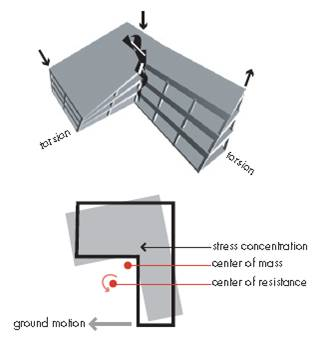 torsion
torsion
stress concentration
center of mass
center of resistance
ground motion